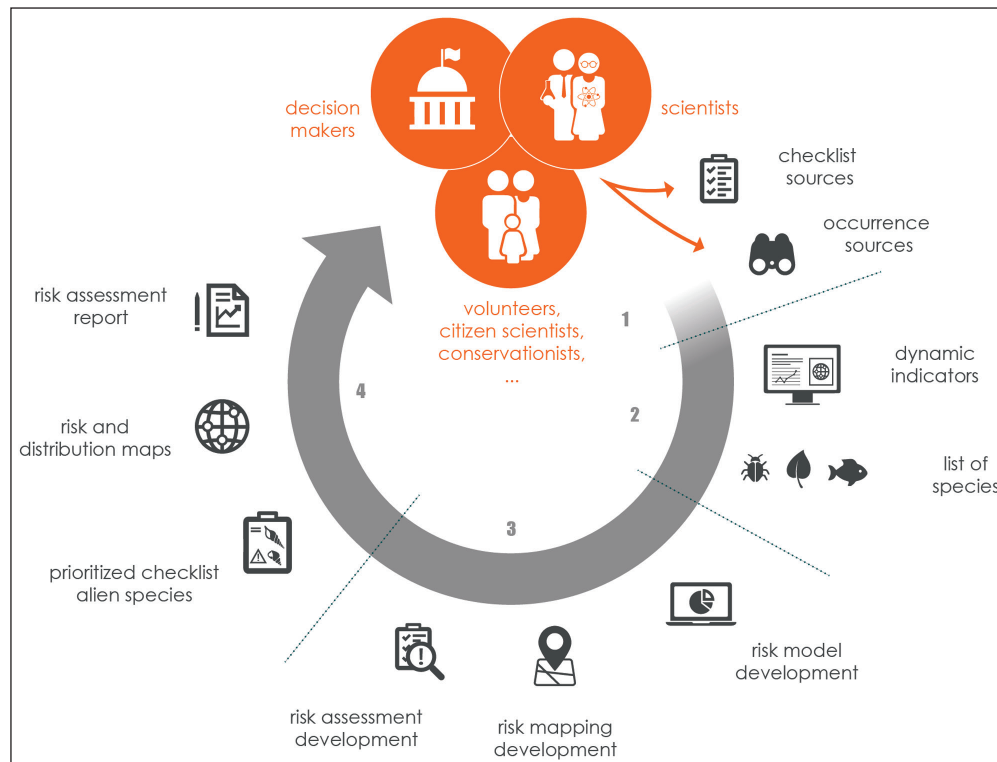 decision
makers
scientists
checklist
sources
occurrence
sources
volunteers,
citizen scientists,
conservationists,
...
1
dynamic
indicators
2
list of
species
risk model
development
3
risk mapping
development
risk assessment
development
prioritized checklist
alien species
risk and
distribution maps
4
risk assessment
report